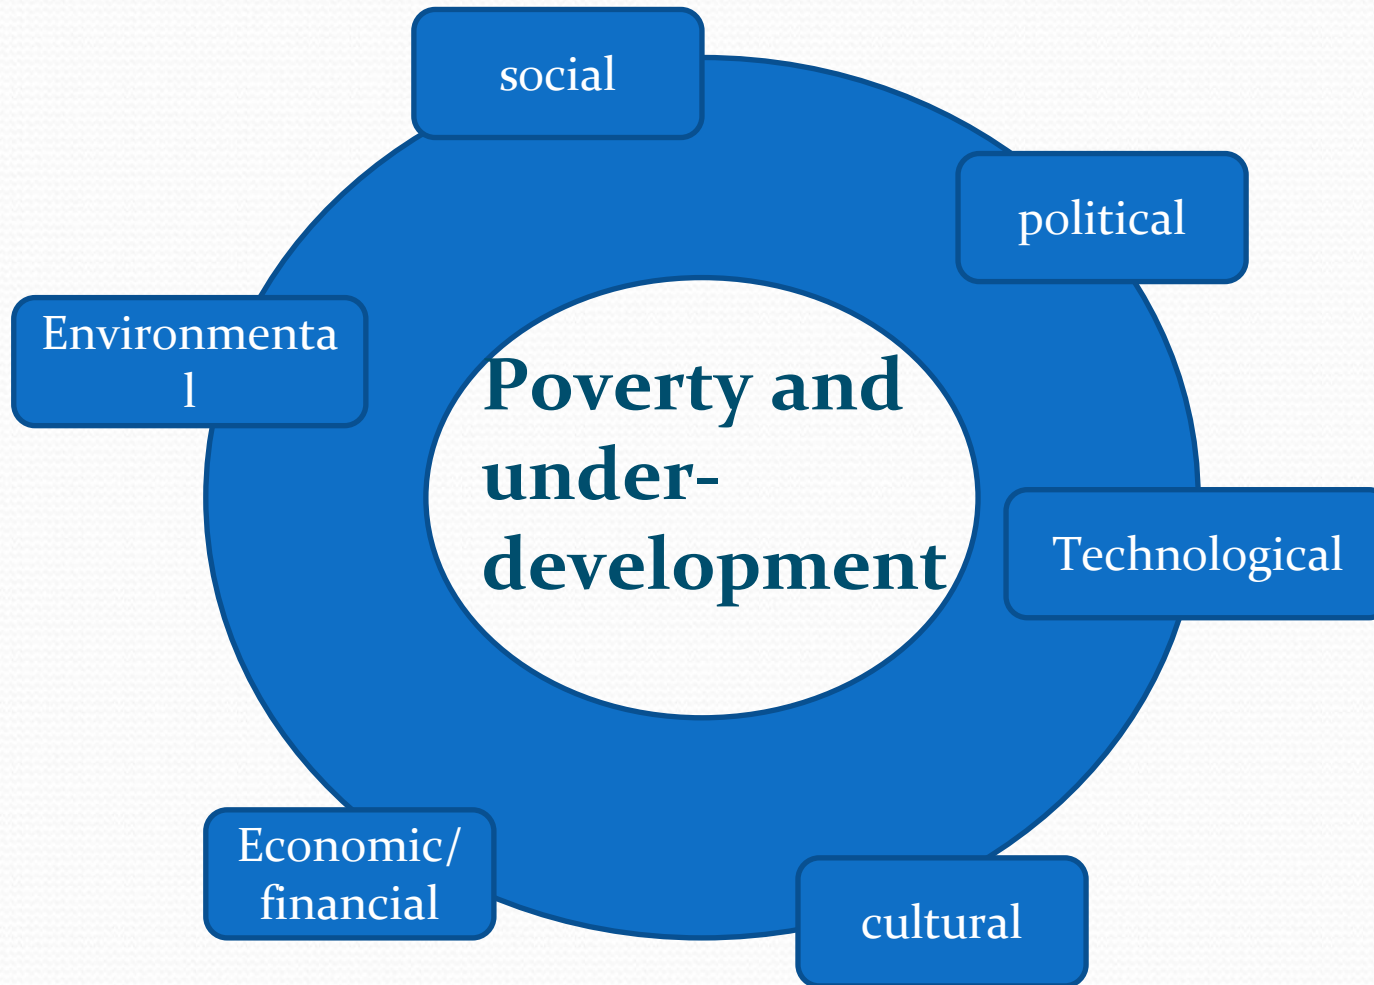 social
political
Environmenta
l
Poverty and
under-
development
Technological
Economic/
financial
cultural